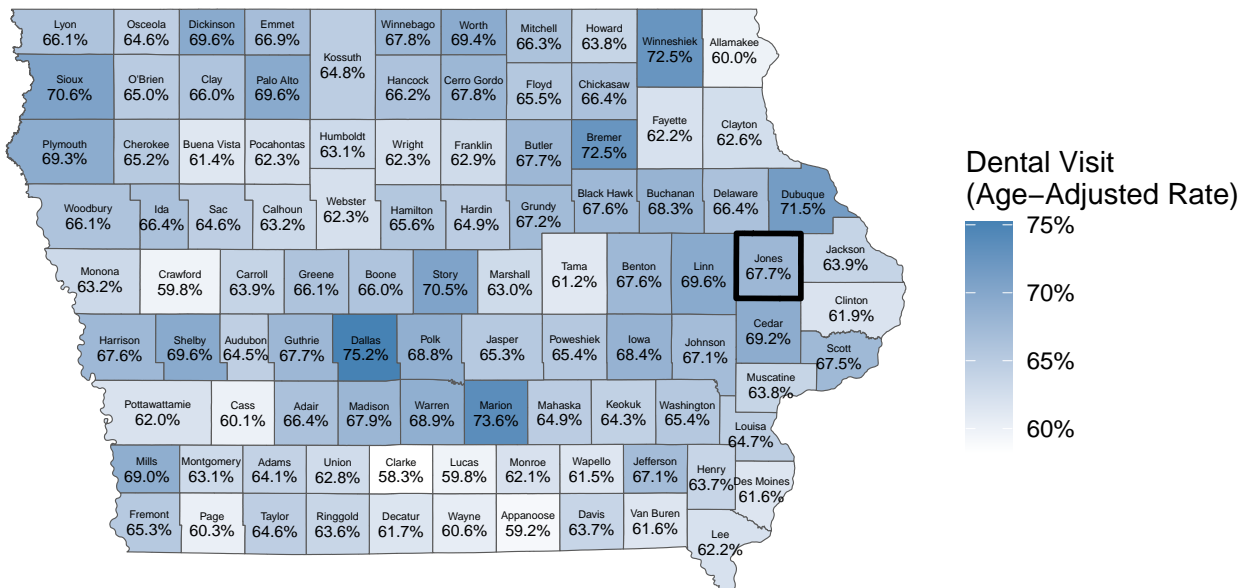 Lyon
66.1%
Osceola
64.6%
Dickinson
69.6%
Emmet
66.9%
Kossuth
64.8%
Winnebago
67.8%
Worth
69.4%
Mitchell
66.3%
Howard
63.8%
Winneshiek
72.5%
Allamakee
60.0%
Sioux
70.6%
O'Brien
65.0%
Clay
66.0%
Palo Alto
69.6%
Hancock
66.2%
Cerro Gordo
67.8%
Floyd
65.5%
Chickasaw
66.4%
Fayette
62.2%
Clayton
62.6%
Plymouth
69.3%
Cherokee
65.2%
Buena Vista
61.4%
Pocahontas
62.3%
Humboldt
63.1%
Wright
62.3%
Franklin
62.9%
Butler
67.7%
Bremer
72.5%
Woodbury
66.1%
Ida
66.4%
Sac
64.6%
Calhoun
63.2%
Webster
62.3%
Hamilton
65.6%
Hardin
64.9%
Grundy
67.2%
Black Hawk
67.6%
Buchanan
68.3%
Delaware
66.4%
Dubuque
71.5%
Monona
63.2%
Crawford
59.8%
Carroll
63.9%
Greene
66.1%
Boone
66.0%
Story
70.5%
Marshall
63.0%
Tama
61.2%
Benton
67.6%
Linn
69.6%
Jones
67.7%
Jackson
63.9%
Clinton
61.9%
Harrison
67.6%
Shelby
69.6%
Audubon
64.5%
Guthrie
67.7%
Dallas
75.2%
Polk
68.8%
Jasper
65.3%
Poweshiek
65.4%
Iowa
68.4%
Johnson
67.1%
Cedar
69.2%
Scott
67.5%
Muscatine
63.8%
Pottawattamie
62.0%
Cass
60.1%
Adair
66.4%
Madison
67.9%
Warren
68.9%
Marion
73.6%
Mahaska
64.9%
Keokuk
64.3%
Washington
65.4%
Louisa
64.7%
Mills
69.0%
Montgomery
63.1%
Adams
64.1%
Union
62.8%
Clarke
58.3%
Lucas
59.8%
Monroe
62.1%
Wapello
61.5%
Jefferson
67.1%
Henry
63.7%
Des Moines
61.6%
Fremont
65.3%
Page
60.3%
Taylor
64.6%
Ringgold
63.6%
Decatur
61.7%
Wayne
60.6%
Appanoose
59.2%
Davis
63.7%
Van Buren
61.6%
Lee
62.2%
Dental Visit
(Age−Adjusted Rate)
75%
70%
65%
60%